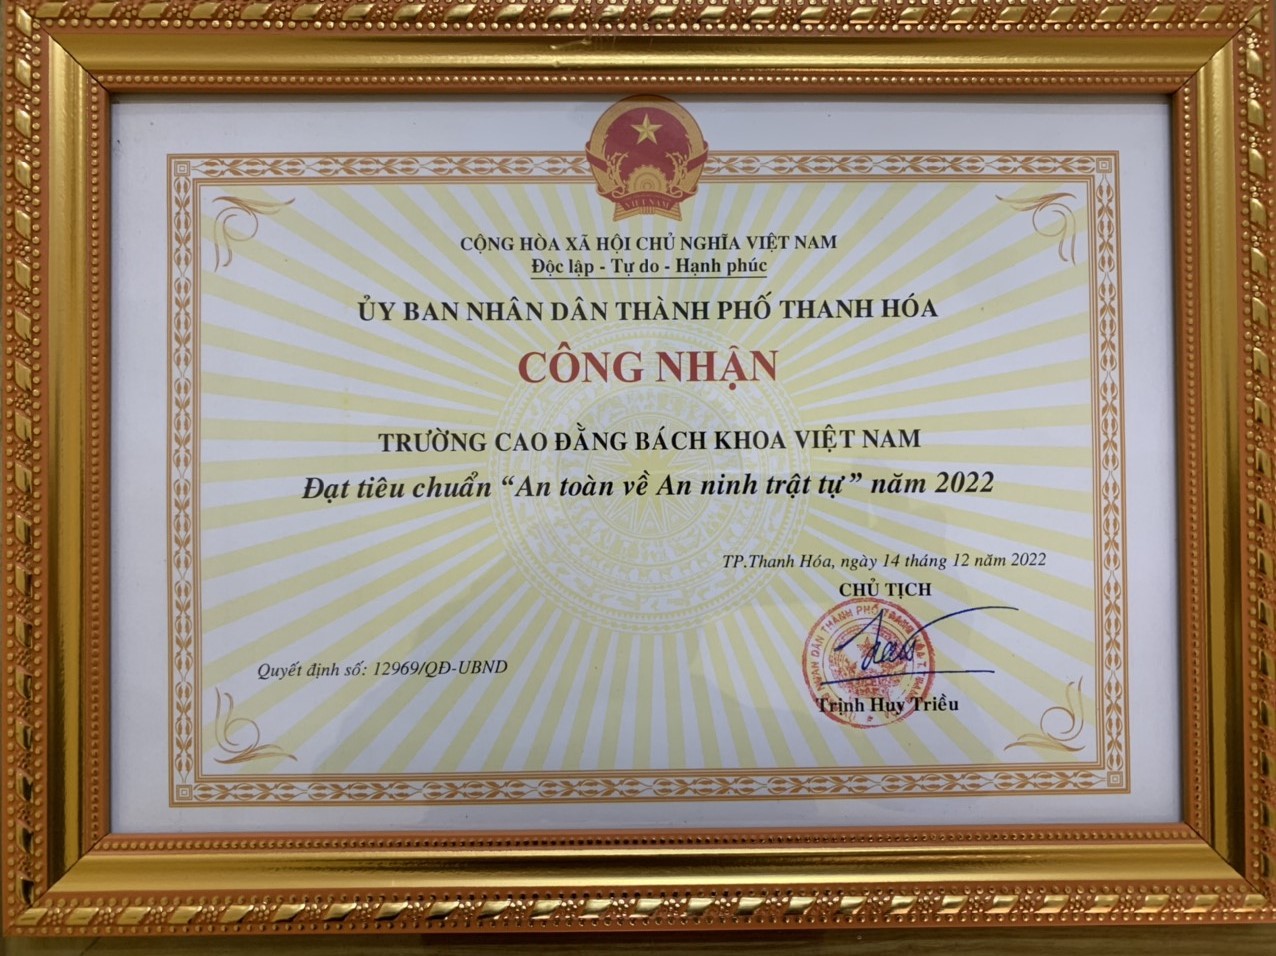 VIỆT NAM
CỘNG HÒA XÃ HỘI CHỦ NGHĨA VIỆT NAM
Độc lập - Tự do - Hạnh phúc
ỦY BAN NHÂN DÂN THÀNH PHỐ THANH HÓA
CÔNG NHẬN
TRƯỜNG CAO ĐẲNG BÁCH KHOA VIỆT NAM
Đạt tiêu chuẩn “An toàn về An ninh trật tự” năm 2022
TP.Thanh Hóa, ngày 14 tháng 12 năm 2022
CHỦ TỊCH
Trịnh Huy Triều
Quyết định số: 12969/QĐ-UBND